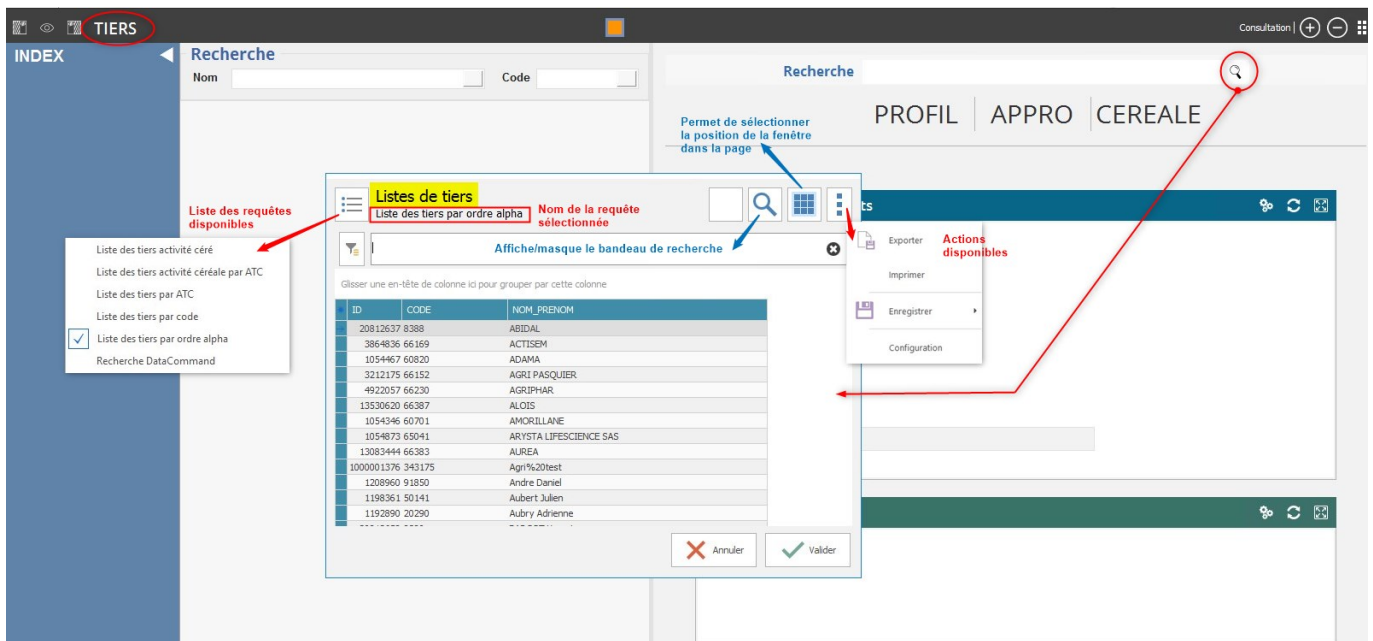 TIERS
Consultation |
INDEX
Recherche
Nom
Code
Recherche
PROFIL
APPRO
CEREALE
Permet de sélectionner
la position de la fenêtre
dans la page
Listes de tiers
Liste des tiers par ordre alpha
Nom de la requête
sélectionnée
Liste des requêtes
disponibles
ts
Liste des tiers activité céré
Liste des tiers activité céréale par ATC
Liste des tiers par ATC
Liste des tiers par code
Liste des tiers par ordre alpha
Recherche DataCommand
Affiche/masque le bandeau de recherche
Exporter
Actions
disponibles
Imprimer
Enregistrer
Configuration
Glisser une en-tête de colonne ici pour grouper par cette colonne
ID CODE NOM_PRENOM
20812637 8388 ABIDAL
3864836 66169 ACTISEM
1054467 60820 ADAMA
3212175 66152 AGRI PASQUIER
4922057 66230 AGRIPHAR
13530620 66387 ALOIS
1054346 60701 AMORILLANE
1054873 65041 ARYSTA LIFESCIENCE SAS
13083444 66383 AUREA
1000001376 343175 Agri%20test
1208960 91850 Andre Daniel
1198361 50141 Aubert Julien
1192890 20290 Aubry Adrienne
Annuler
Valider